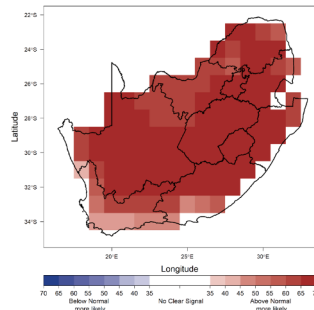 22°S
24°S
26°S
28°S
30°S
32°S
34°S
Latitude
20°E
25°E
30°E
Longitude
70 65 60 55 50 45 40 35 35 40 45 50 55 60 65 7
Below Normal No Clear Signal Above Normal
more likely more likely